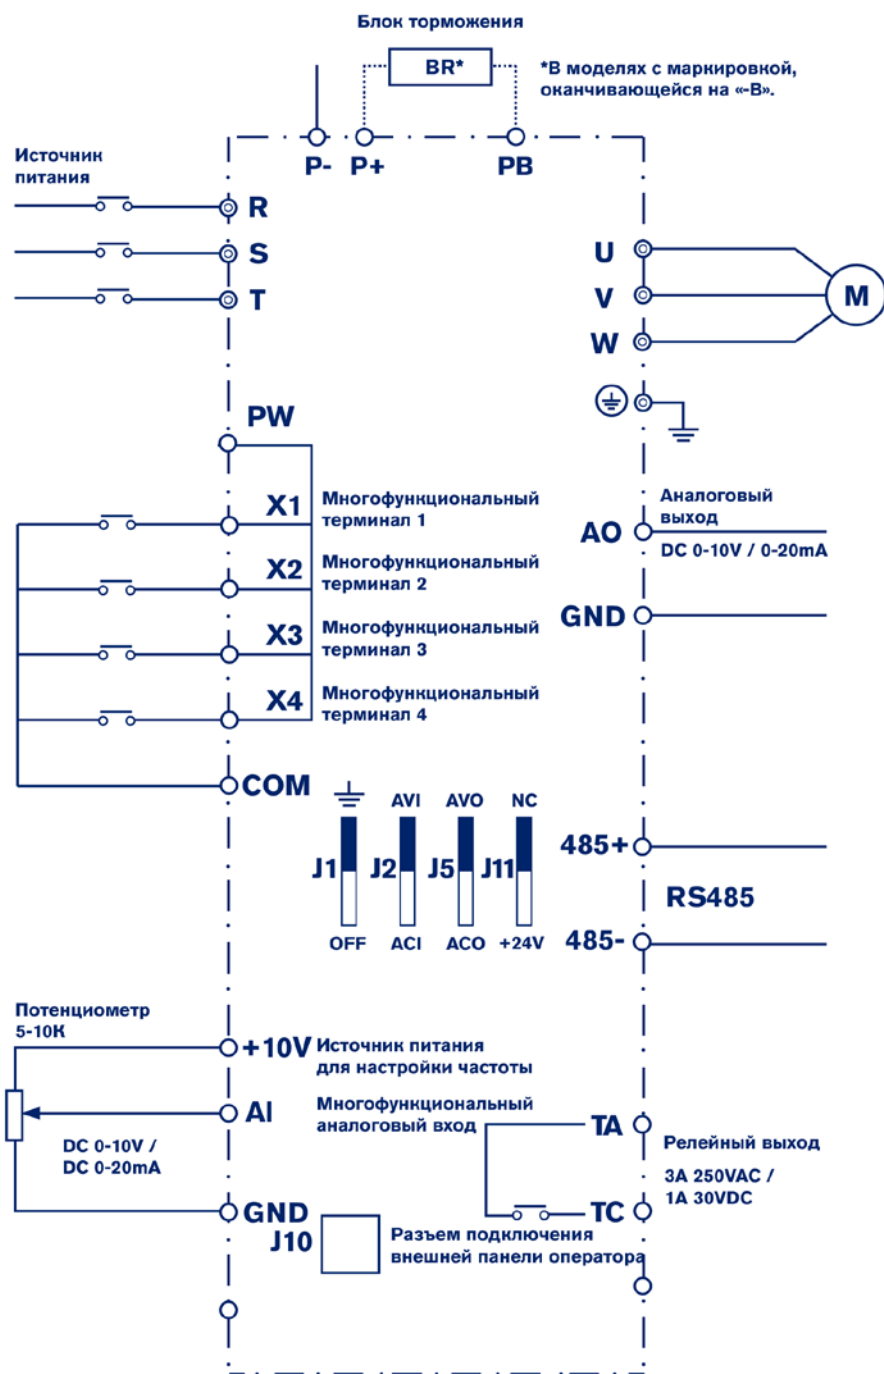 Блок торможения
BR*
*В моделях с маркировкой,
оканчивающейся на «-B».
P-
P+
PB
Источник
питания
R
S
T
U
V
W
M
PW
X1
Многофункциональный
терминал 1
X2
Многофункциональный
терминал 2
X3
Многофункциональный
терминал 3
X4
Многофункциональный
терминал 4
COM
AO
Аналоговый
выход
DC 0-10V / 0-20mA
GND
AVI
AVO
NC
J1
J2
J5
J11
OFF
ACI
ACO
+24V
485+
RS485
485-
Потенциометр
5-10К
+10V
Источник питания
для настройки частоты
AI
Многофункциональный
аналоговый вход
DC 0-10V /
DC 0-20mA
GND
J10
Разъем подключения
внешней панели оператора
TA
TC
Релейный выход
3A 250VAC /
1A 30VDC